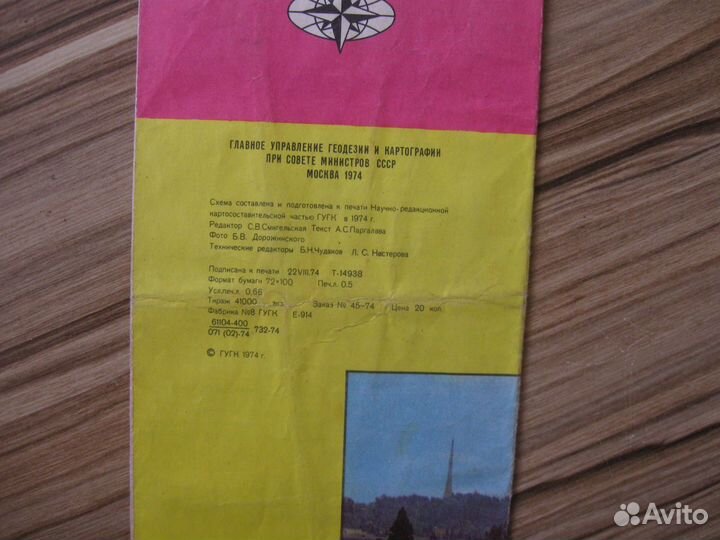 ГЛАВНОЕ УПРАВЛЕНИЕ ГЕОДЕЗИИ И КАРТОГРАФИИ
ПРИ СОВЕТЕ МИНИСТРОВ СССР
МОСКВА 1974
Схема составлена и подготовлена к печати Научно-редакционной
картосоставительской частью ГУГК в 1974 г.
Редактор С.В.Смигельская Текст А.С.Паргалава
Фото Б.В. Дорожинского
Технические редакторы Б.Н.Чудаков Л.С.Нестерова
Подписана к печати 22VIII.74 Т-14938
Формат бумаги 72×100 Печ.л. 0.5
Усл.печ.л. 0,66
Тираж 41000 экз. Заказ № 45-74 Цена 20 коп.
Фабрика №8 ГУГК Е-914
61104-400
071 (02)-74 732-74
© ГУГК 1974 г.
Avito